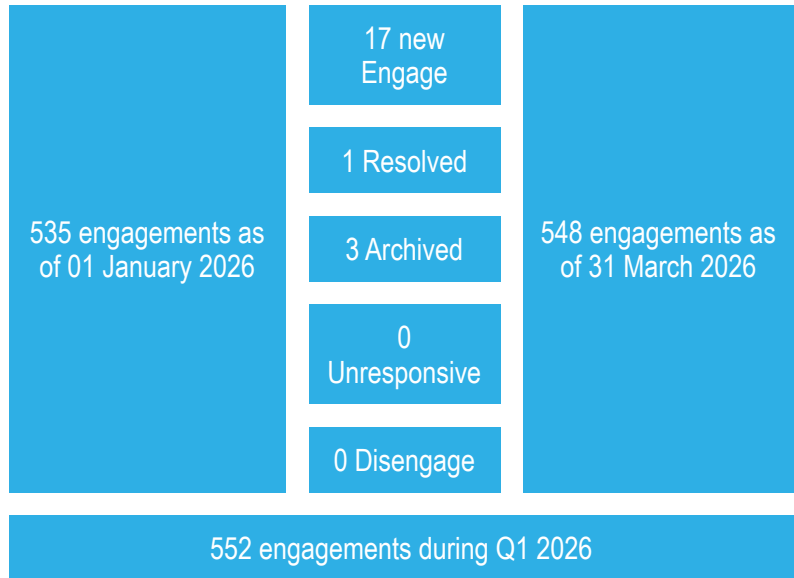 535 engagements as
of 01 January 2026
17 new
Engage
1 Resolved
3 Archived
0
Unresponsive
0 Disengage
548 engagements as
of 31 March 2026
552 engagements during Q1 2026